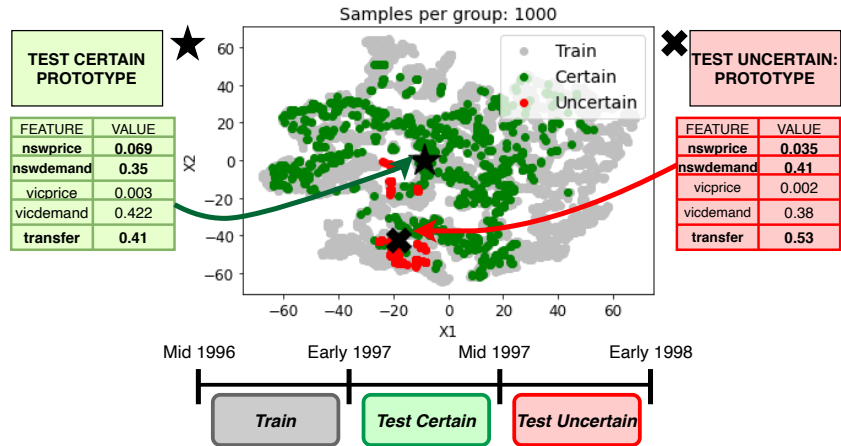 Samples per group: 1000
TEST CERTAIN
PROTOTYPE
TEST UNCERTAIN:
PROTOTYPE
Train
Certain
Uncertain
FEATURE VALUE
nswprice 0.069
nswdemand 0.35
vicprice 0.003
vicdemand 0.422
transfer 0.41
FEATURE VALUE
nswprice 0.035
nswdemand 0.41
vicprice 0.002
vicdemand 0.38
transfer 0.53
X2
60
40
20
0
−20
−40
−60
−60 −40 −20 0 20 40 60
X1
Mid 1996 Early 1997 Mid 1997 Early 1998
Train Test Certain Test Uncertain